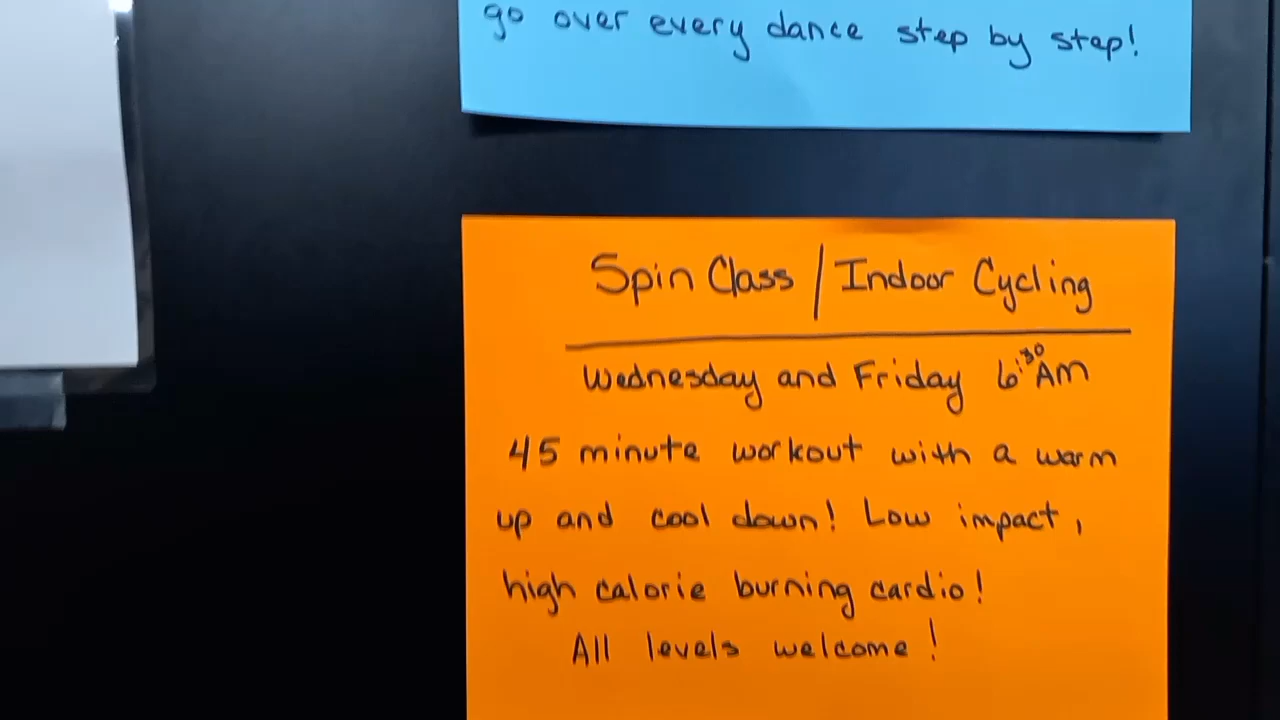 go over every dance step by step!
Spin Class / Indoor Cycling
Wednesday and Friday 6:30 AM
45 minute workout with a warm
up and cool down! Low impact,
high calorie burning cardio!
All levels welcome!